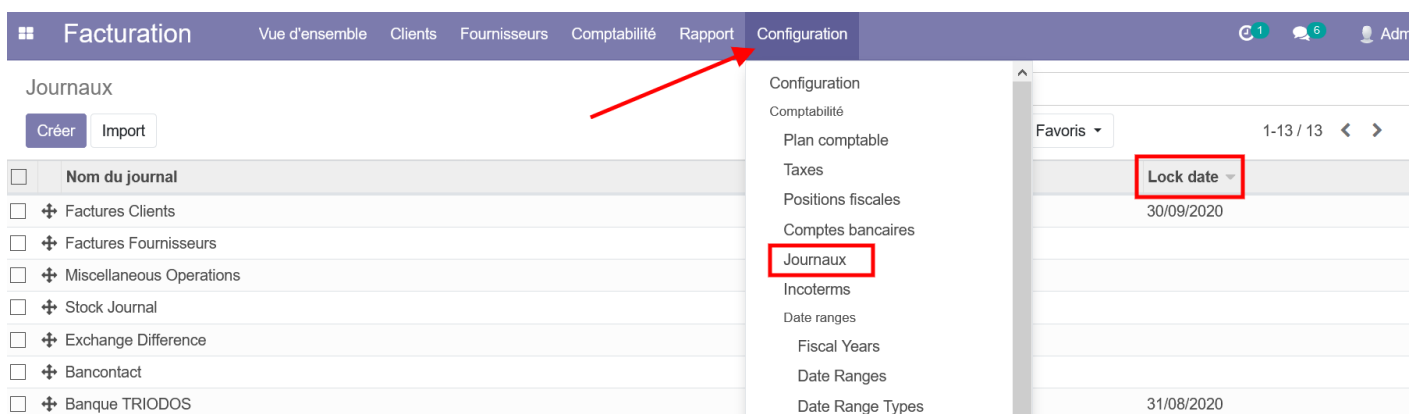 Facturation Vue d'ensemble Clients Fournisseurs Comptabilité Rapport Configuration 1 6 Adm
Journaux
Configuration
Comptabilité
Créer Import
Plan comptable
Favoris 1-13 / 13
Nom du journal
Taxes
Lock date
Factures Clients
Positions fiscales
30/09/2020
Factures Fournisseurs
Comptes bancaires
Miscellaneous Operations
Journaux
Stock Journal
Incoterms
Date ranges
Exchange Difference
Fiscal Years
Bancontact
Date Ranges
Banque TRIODOS
Date Range Types
31/08/2020